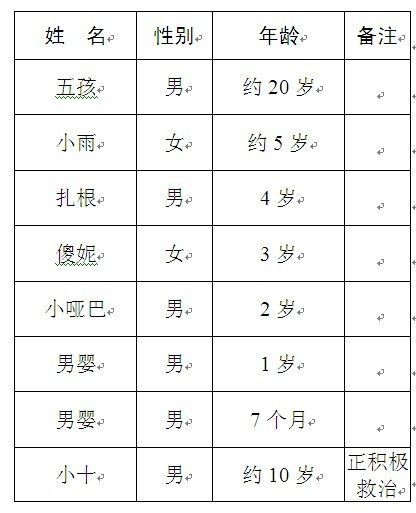 姓 名 性别 年龄 备注
五孩 男 约 20 岁
小雨 女 约 5 岁
扎根 男 4 岁
傻妮 女 3 岁
小哑巴 男 2 岁
男婴 男 1 岁
男婴 男 7 个月
小十 男 约 10 岁 正积极
救治